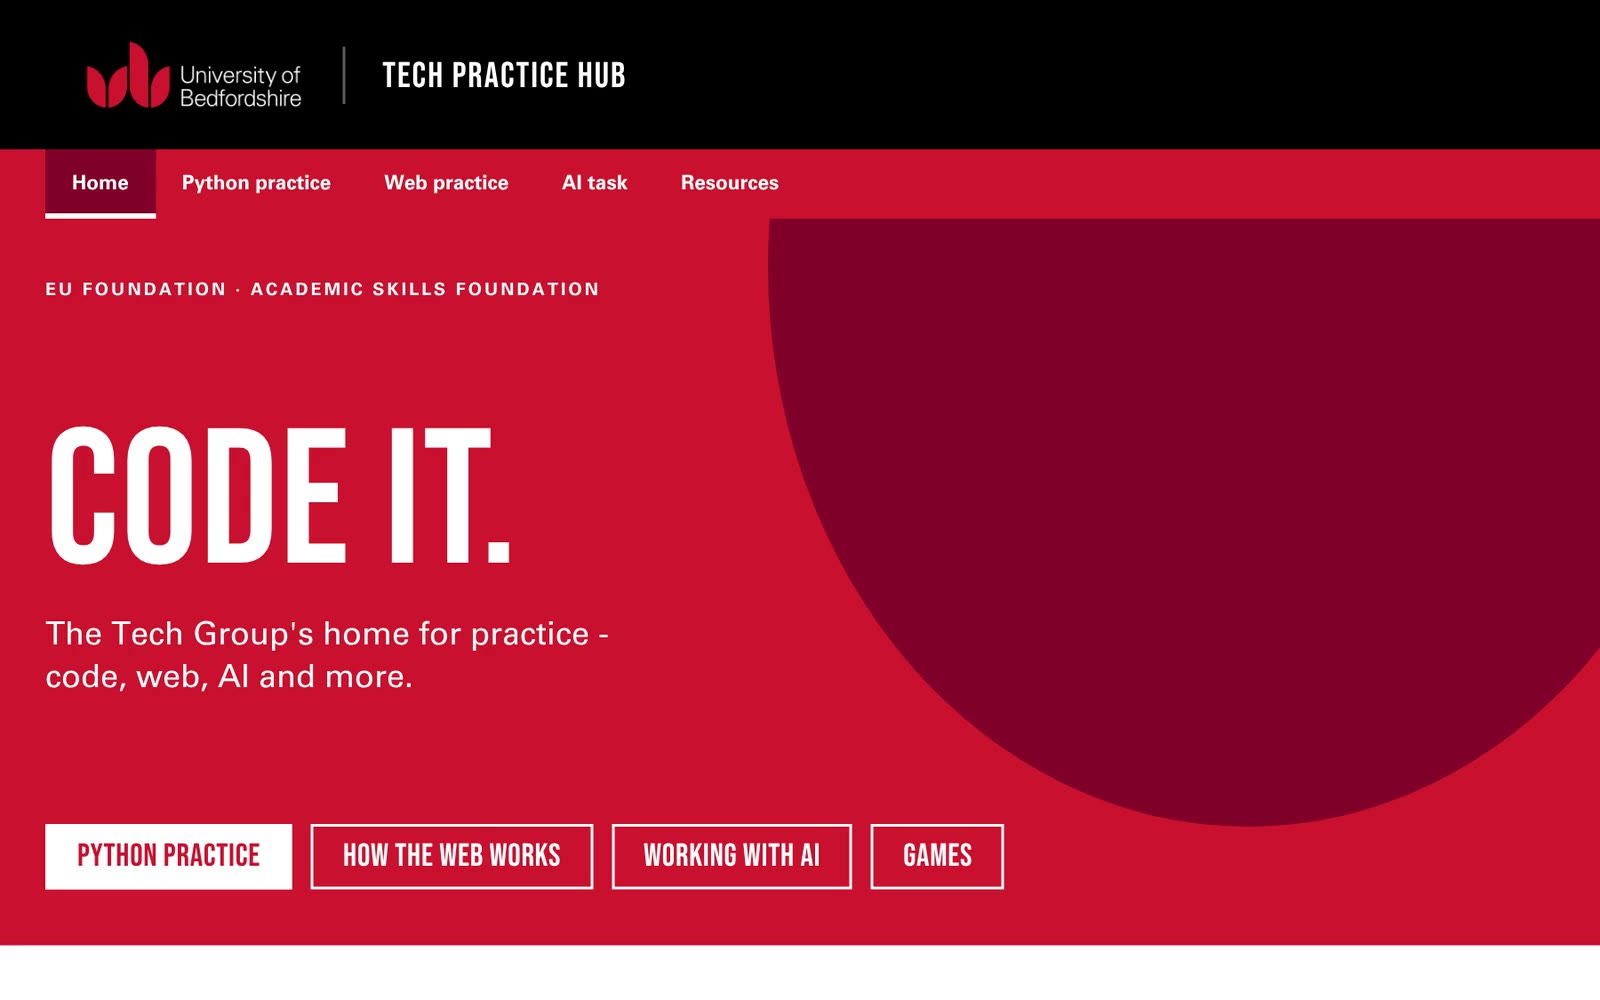 University of
Bedfordshire
TECH PRACTICE HUB
Home
Python practice
Web practice
AI task
Resources
EU FOUNDATION · ACADEMIC SKILLS FOUNDATION
CODE IT.
The Tech Group's home for practice -
code, web, AI and more.
PYTHON PRACTICE
HOW THE WEB WORKS
WORKING WITH AI
GAMES